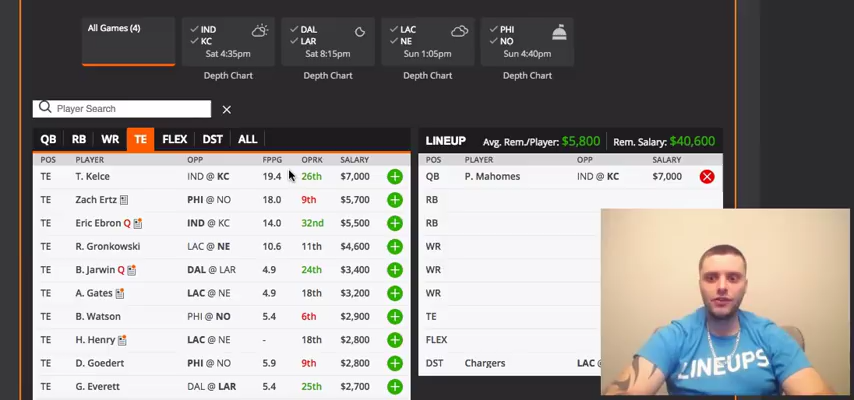 All Games (4)
IND
KC
Sat 4:35pm
Depth Chart
DAL
LAR
Sat 8:15pm
Depth Chart
LAC
NE
Sun 1:05pm
Depth Chart
PHI
NO
Sun 4:40pm
Depth Chart
Player Search
QB RB WR TE FLEX DST ALL
POS PLAYER OPP FPPG OPRK SALARY
TE T. Kelce IND @ KC 19.4 26th $7,000
TE Zach Ertz PHI @ NO 18.0 9th $5,700
TE Eric Ebron Q IND @ KC 14.0 32nd $5,500
TE R. Gronkowski LAC @ NE 10.6 11th $4,600
TE B. Jarwin Q DAL @ LAR 4.9 24th $3,400
TE A. Gates LAC @ NE 4.9 18th $3,200
TE B. Watson PHI @ NO 5.4 6th $2,900
TE H. Henry LAC @ NE - 18th $2,800
TE D. Goedert PHI @ NO 5.9 9th $2,800
TE G. Everett DAL @ LAR 5.4 25th $2,700
LINEUP Avg. Rem./Player: $5,800 Rem. Salary: $40,600
POS PLAYER OPP SALARY
QB P. Mahomes IND @ KC $7,000
RB
RB
WR
WR
WR
TE
FLEX
DST Chargers LAC @
LINEUPS